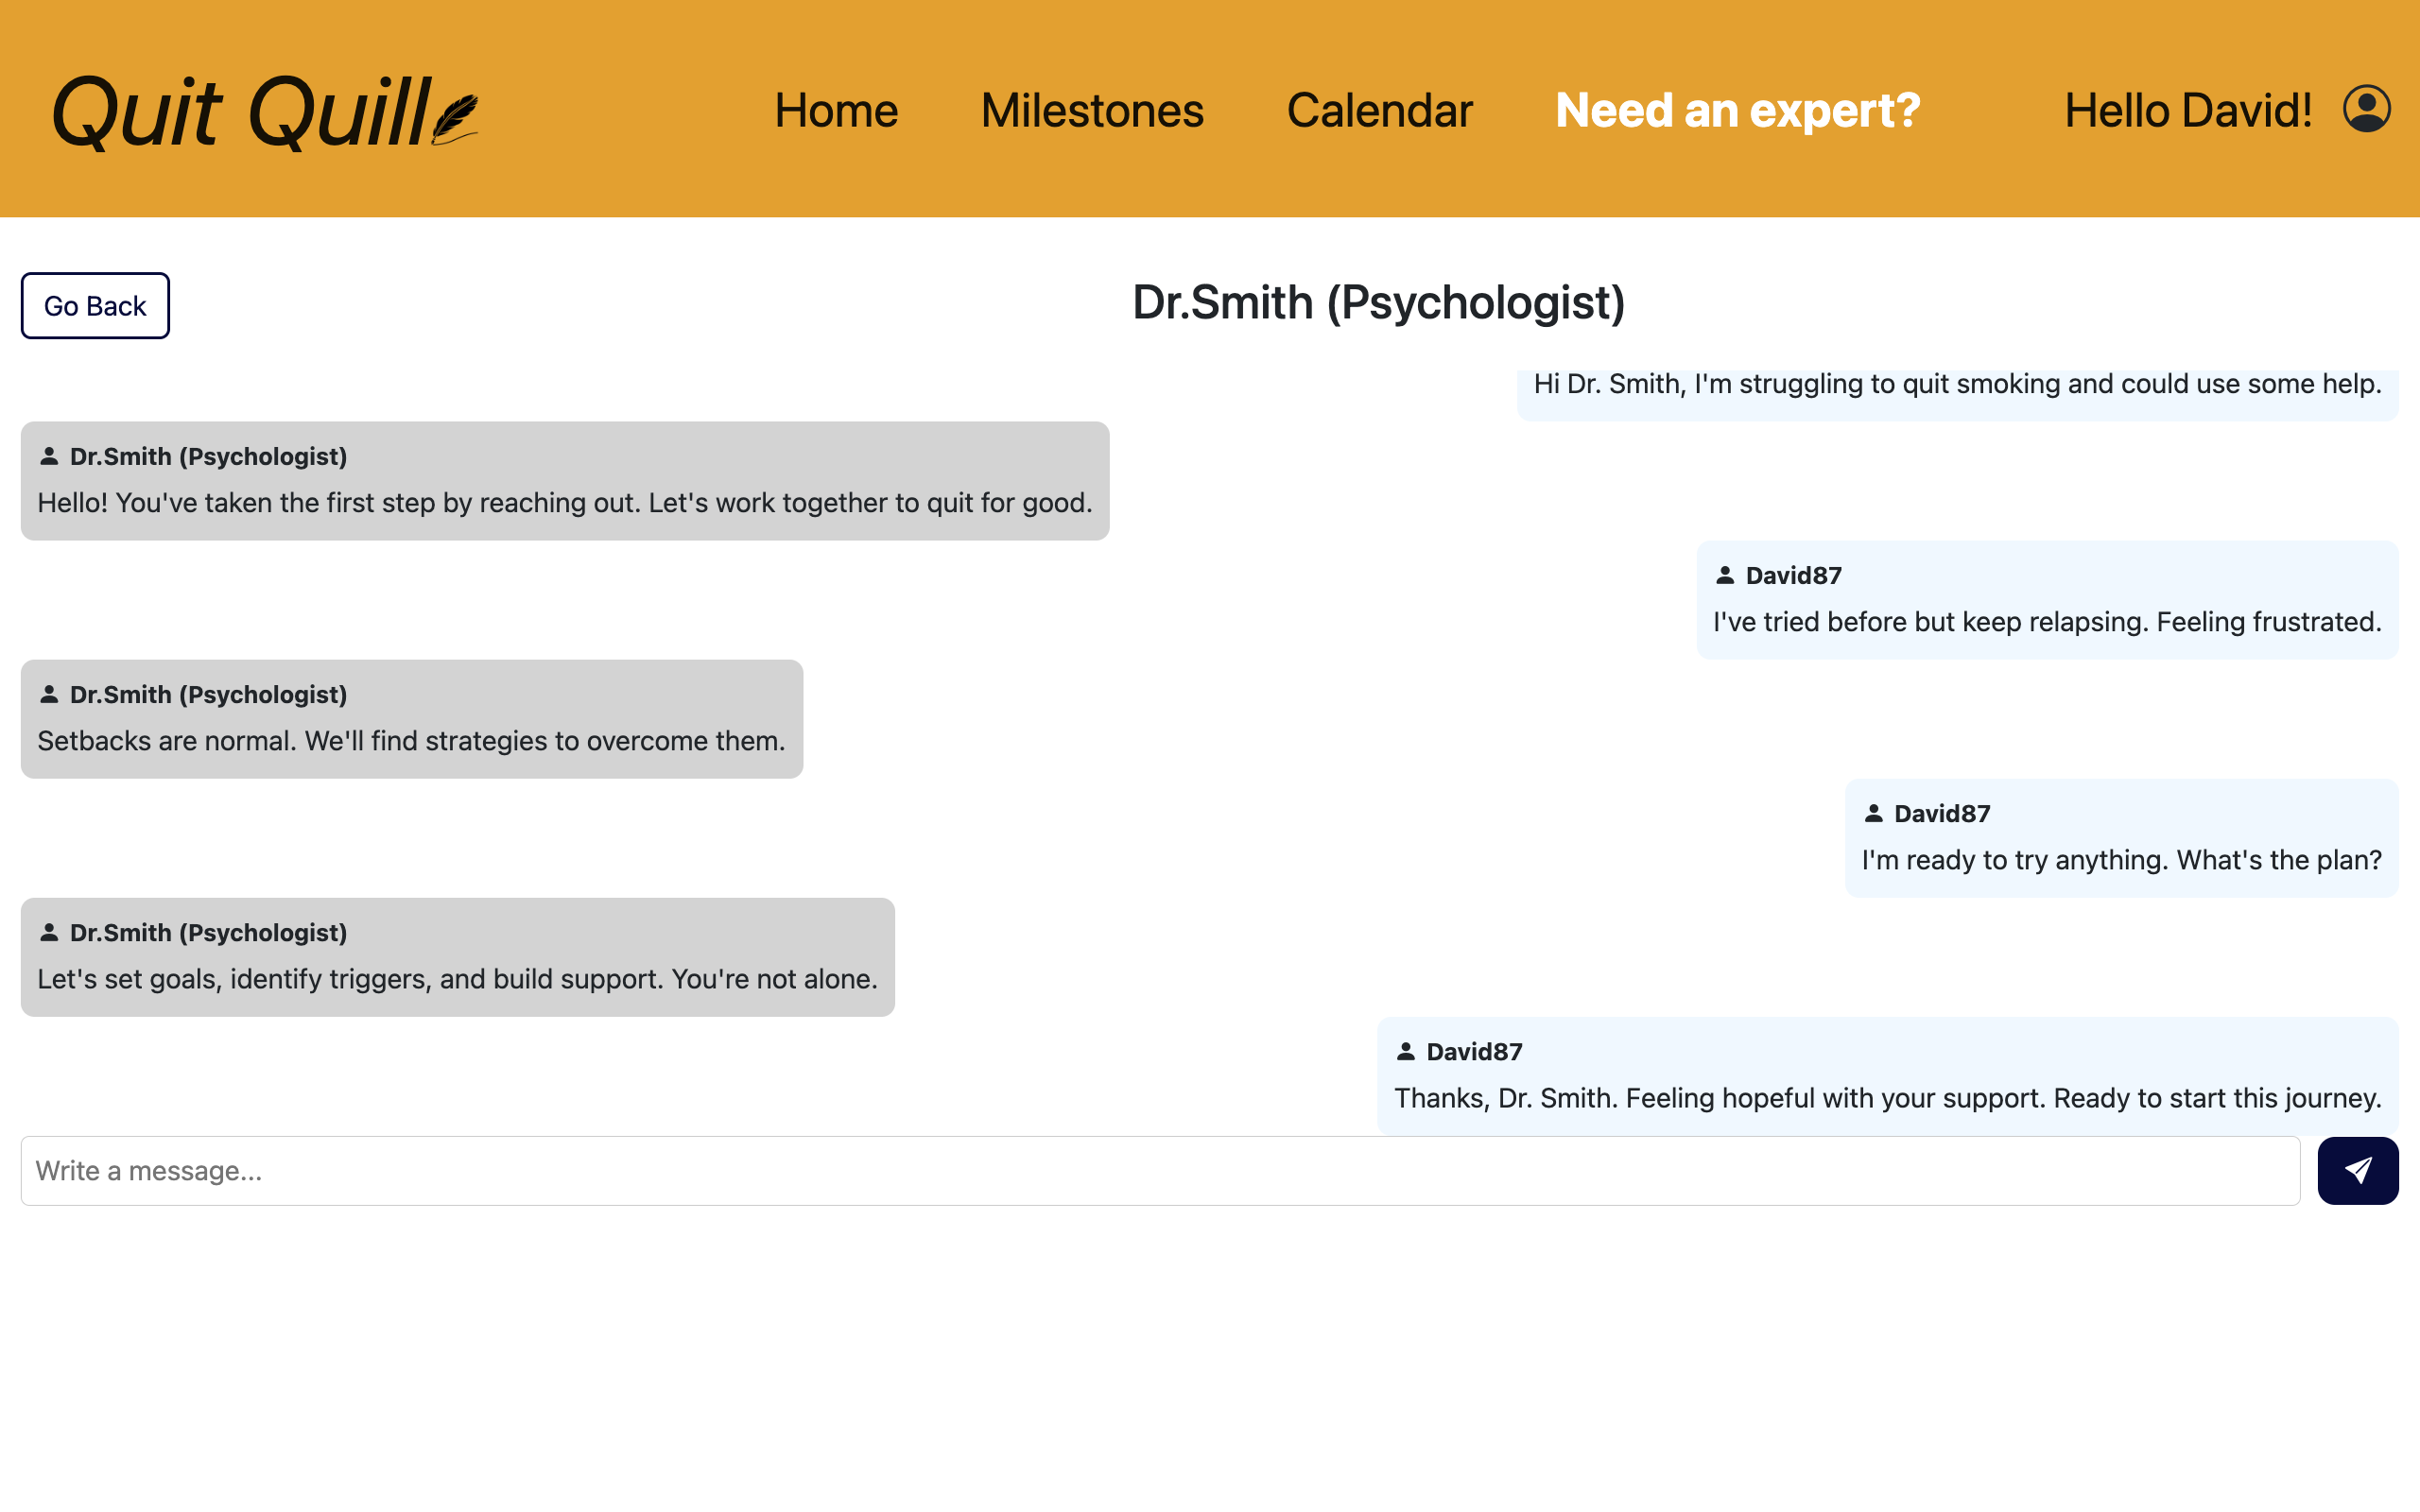 Quit Quill
Home
Milestones
Calendar
Need an expert?
Hello David!
Go Back
Dr.Smith (Psychologist)
Hi Dr. Smith, I'm struggling to quit smoking and could use some help.
Dr.Smith (Psychologist)
Hello! You've taken the first step by reaching out. Let's work together to quit for good.
David87
I've tried before but keep relapsing. Feeling frustrated.
Dr.Smith (Psychologist)
Setbacks are normal. We'll find strategies to overcome them.
David87
I'm ready to try anything. What's the plan?
Dr.Smith (Psychologist)
Let's set goals, identify triggers, and build support. You're not alone.
David87
Thanks, Dr. Smith. Feeling hopeful with your support. Ready to start this journey.
Write a message...